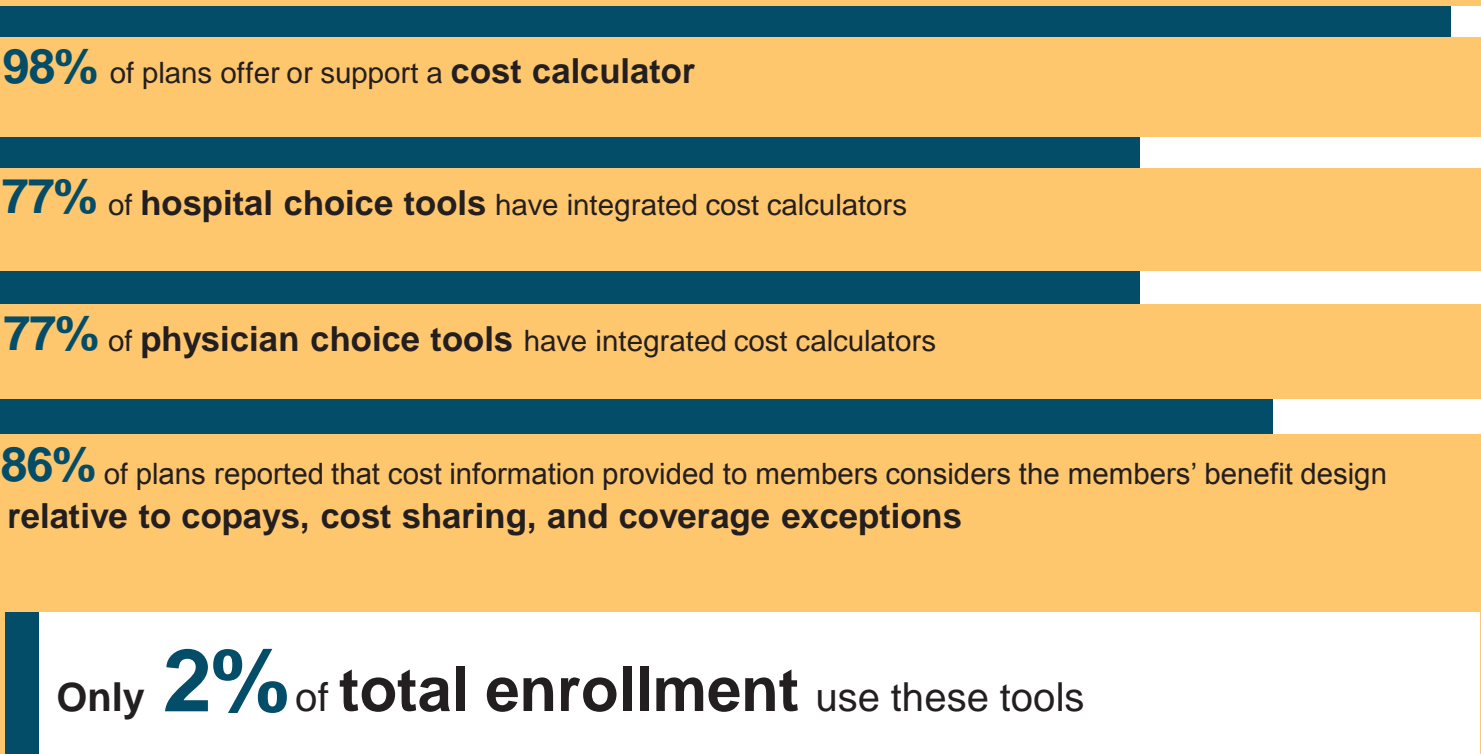 98% of plans offer or support a cost calculator
77% of hospital choice tools have integrated cost calculators
77% of physician choice tools have integrated cost calculators
86% of plans reported that cost information provided to members considers the members’ benefit design
relative to copays, cost sharing, and coverage exceptions
Only 2% of total enrollment use these tools